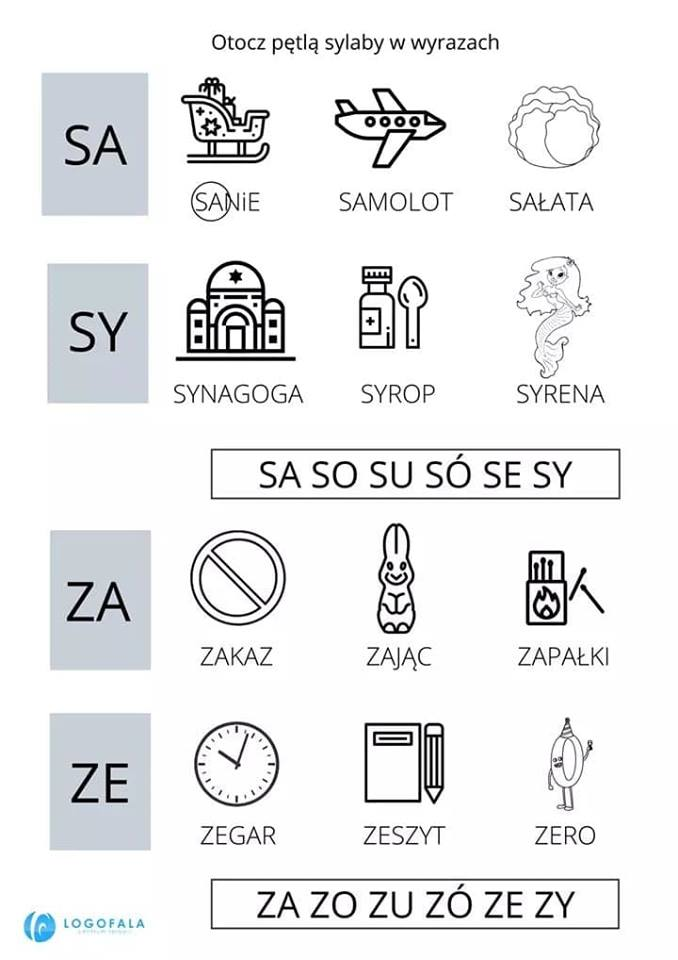 Otocz pętlą sylaby w wyrazach
SA
SANiE SAMOLOT SAŁATA
SY
SYNAGOGA SYROP SYRENA
SA SO SU SÓ SE SY
ZA
ZAKAZ ZAJĄC ZAPAŁKI
ZE
ZEGAR ZESZYT ZERO
ZA ZO ZU ZÓ ZE ZY
LOGOFALA